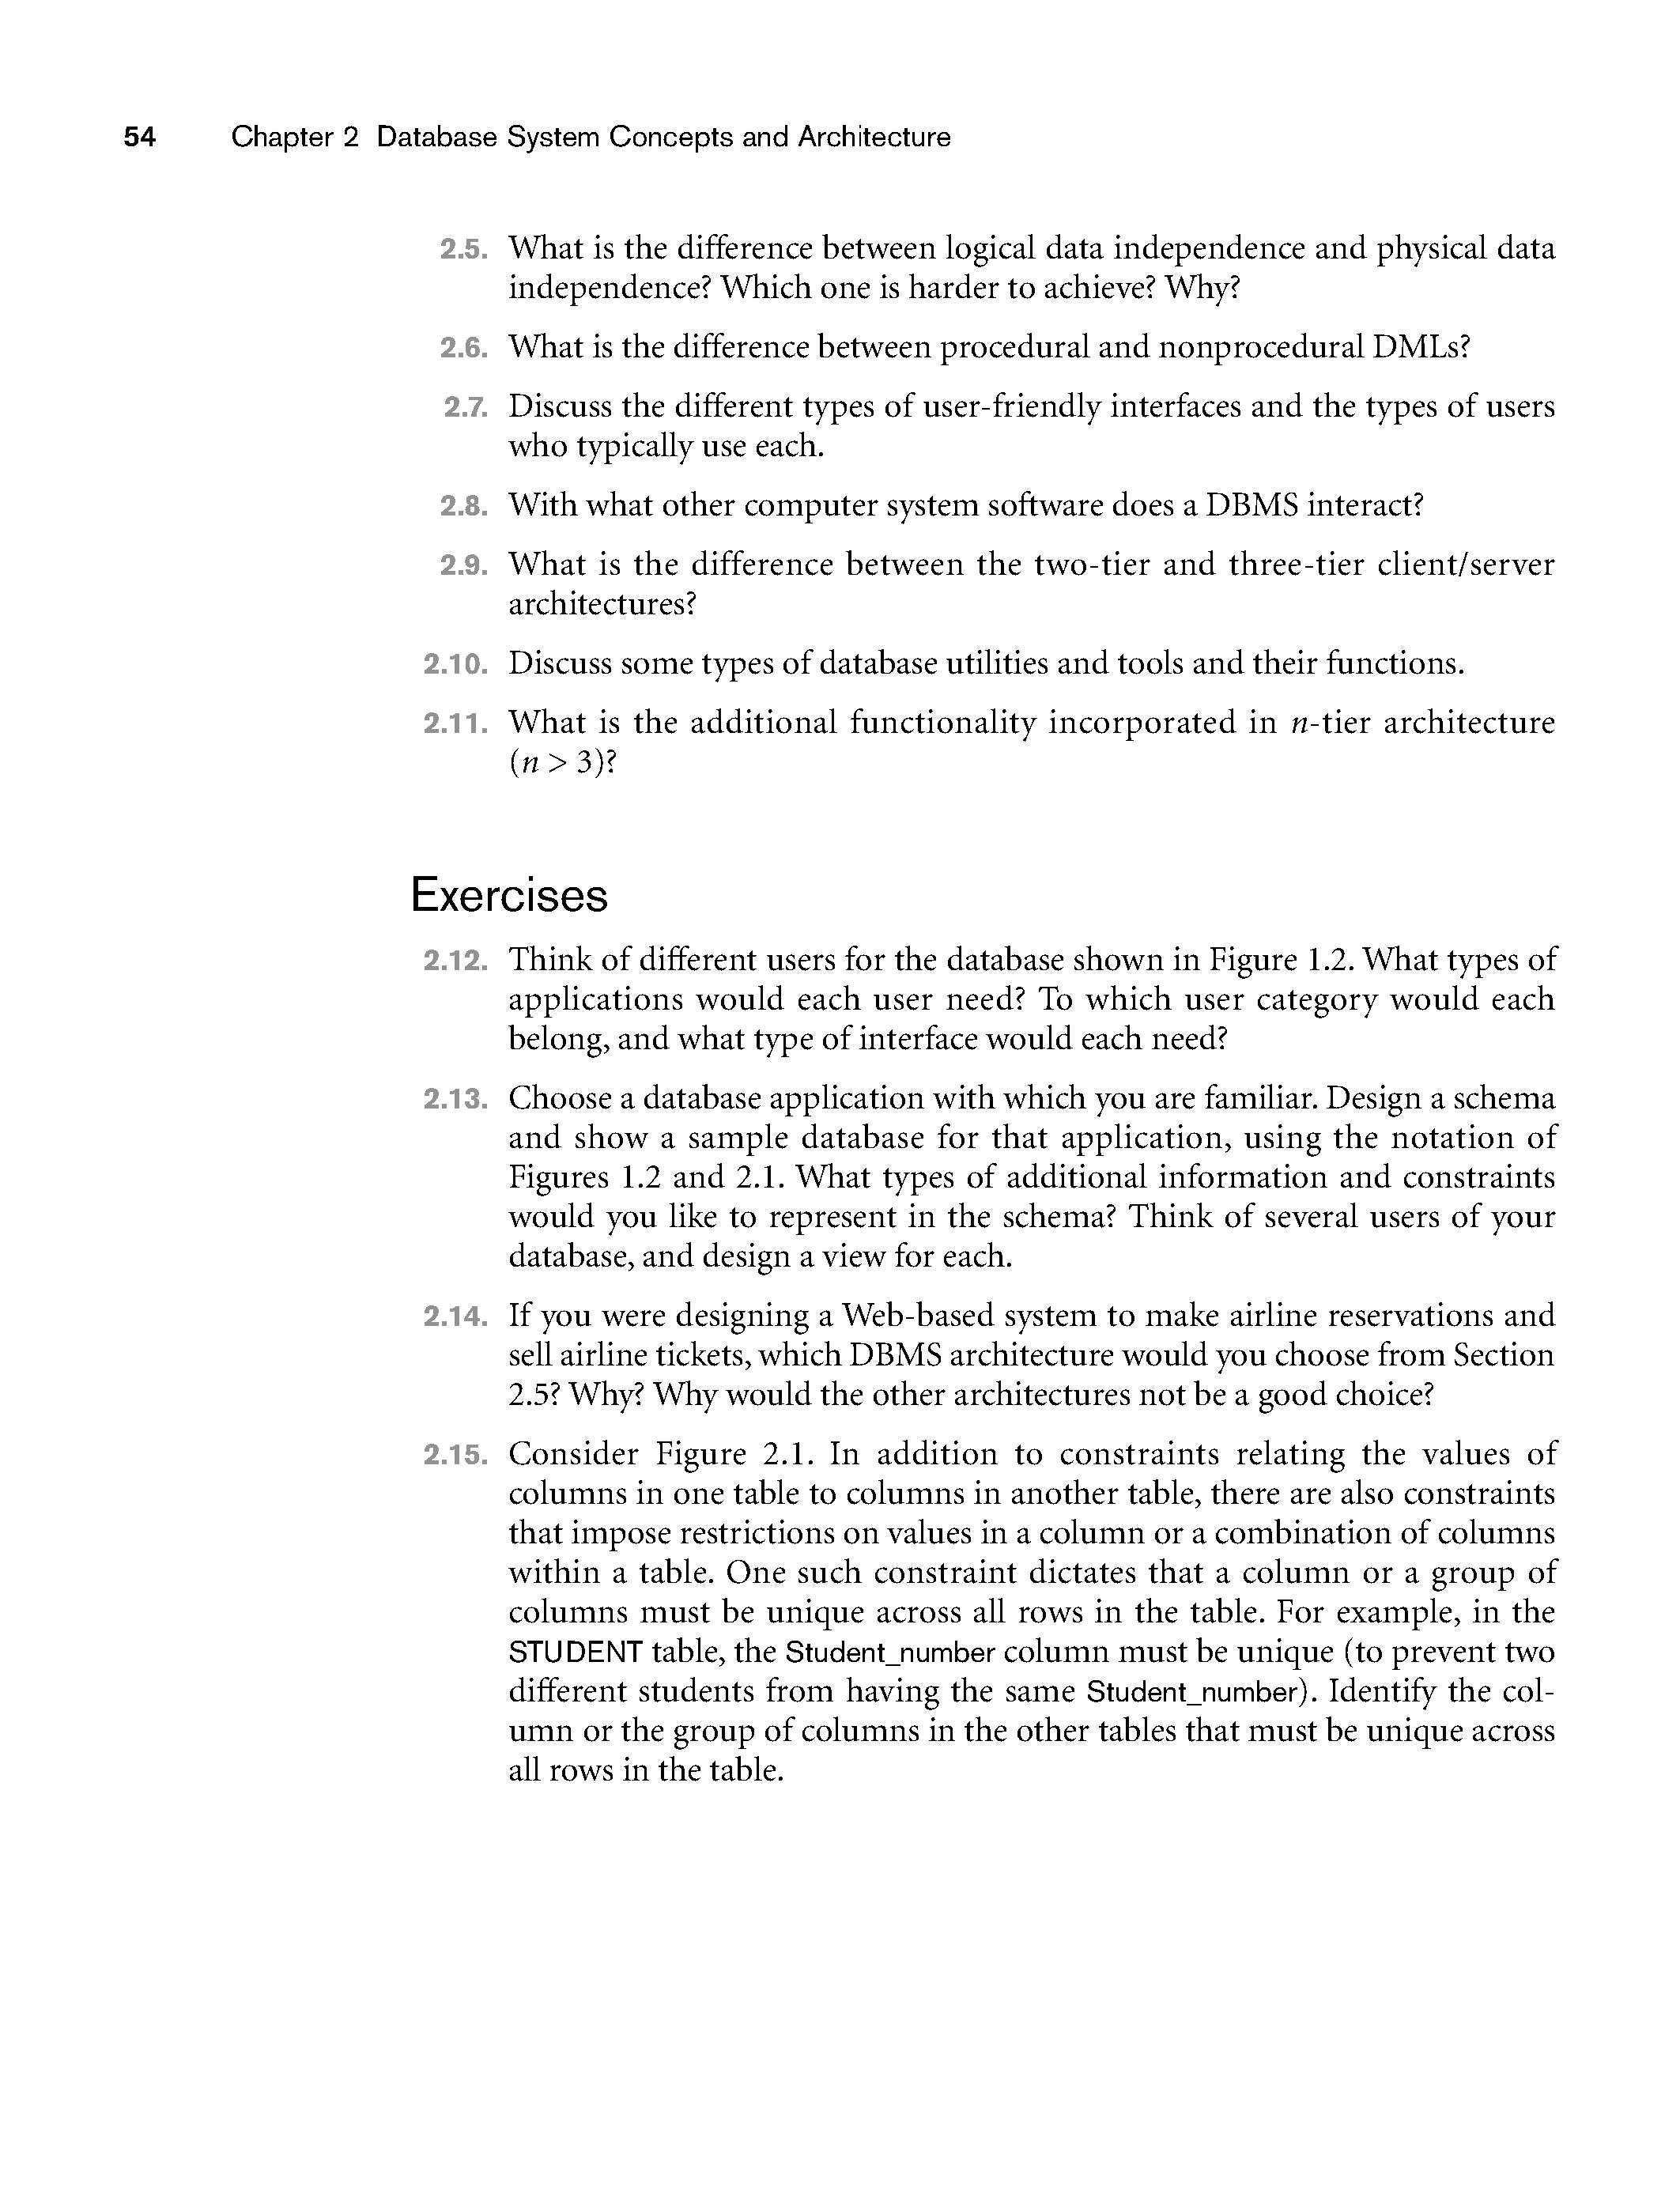 54 Chapter 2 Database System Concepts and Architecture
2.5. What is the difference between logical data independence and physical data
independence? Which one is harder to achieve? Why?
2.6. What is the difference between procedural and nonprocedural DMLs?
2.7. Discuss the different types of user-friendly interfaces and the types of users
who typically use each.
2.8. With what other computer system software does a DBMS interact?
2.9. What is the difference between the two-tier and three-tier client/server
architectures?
2.10. Discuss some types of database utilities and tools and their functions.
2.11. What is the additional functionality incorporated in n-tier architecture
(n > 3)?
Exercises
2.12. Think of different users for the database shown in Figure 1.2. What types of
applications would each user need? To which user category would each
belong, and what type of interface would each need?
2.13. Choose a database application with which you are familiar. Design a schema
and show a sample database for that application, using the notation of
Figures 1.2 and 2.1. What types of additional information and constraints
would you like to represent in the schema? Think of several users of your
database, and design a view for each.
2.14. If you were designing a Web-based system to make airline reservations and
sell airline tickets, which DBMS architecture would you choose from Section
2.5? Why? Why would the other architectures not be a good choice?
2.15. Consider Figure 2.1. In addition to constraints relating the values of
columns in one table to columns in another table, there are also constraints
that impose restrictions on values in a column or a combination of columns
within a table. One such constraint dictates that a column or a group of
columns must be unique across all rows in the table. For example, in the
STUDENT table, the Student_number column must be unique (to prevent two
different students from having the same Student_number). Identify the col-
umn or the group of columns in the other tables that must be unique across
all rows in the table.